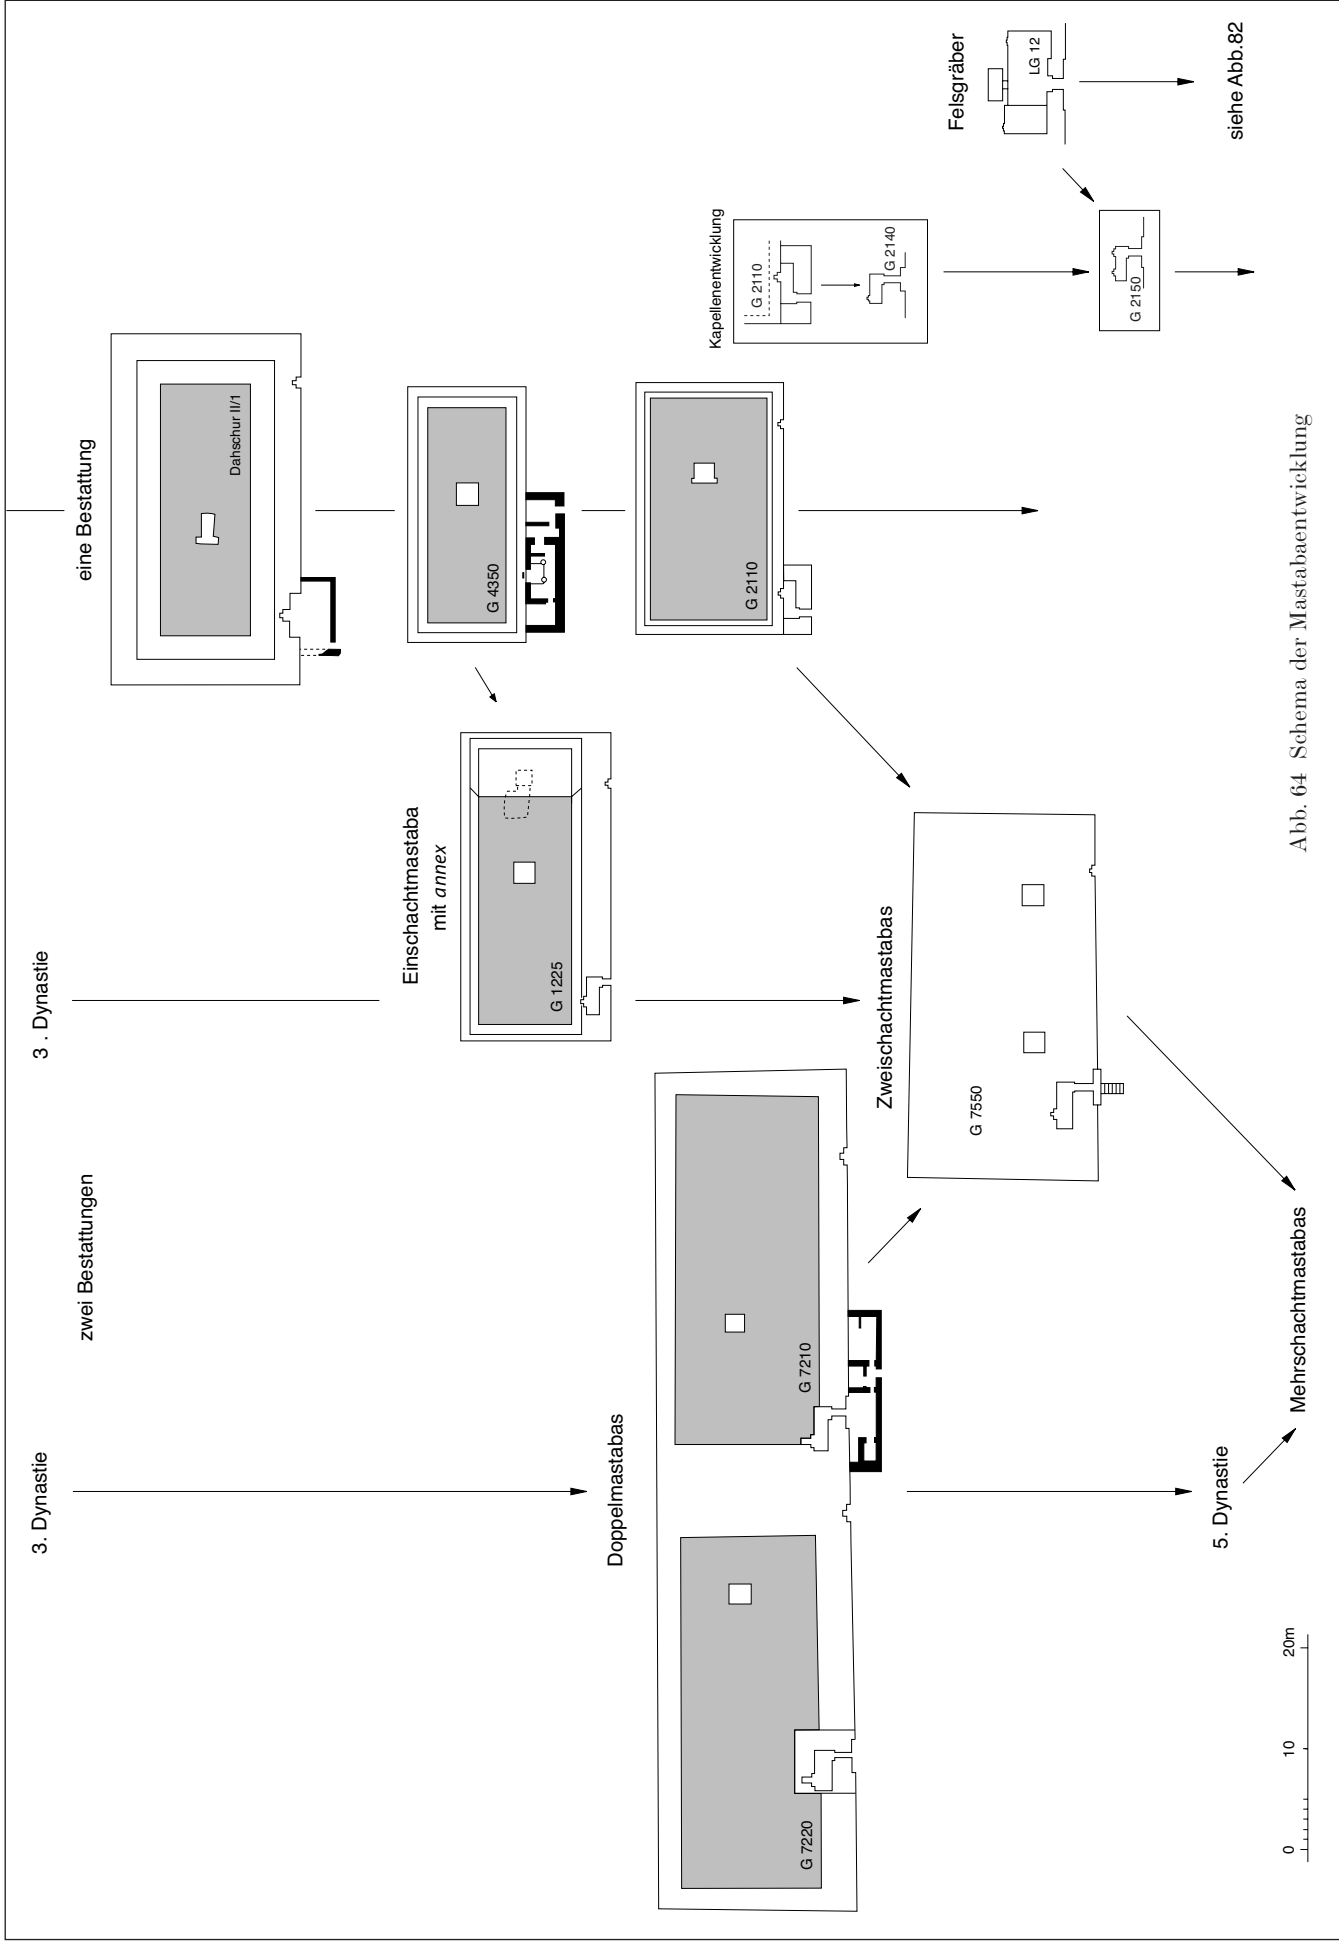 3. Dynastie
zwei Bestattungen
3 . Dynastie
eine Bestattung
Dahschur II/1
Einschachtmastaba
mit annex
G 1225
G 4350
Doppelmastabas
G 7220
G 7210
G 2110
Kapellenentwicklung
G 2110
G 2140
Zweischachtmastabas
G 7550
Felsgräber
LG 12
G 2150
5. Dynastie
Mehrschachtmastabas
siehe Abb.82
0 10 20m
Abb. 64 Schema der Mastabaentwicklung